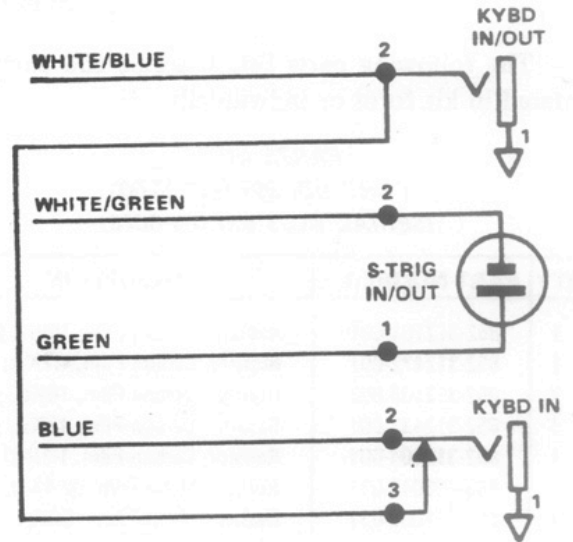 KYBD
IN/OUT
WHITE/BLUE
2
1
WHITE/GREEN
2
S-TRIG
IN/OUT
GREEN
1
KYBD IN
BLUE
2
3
1